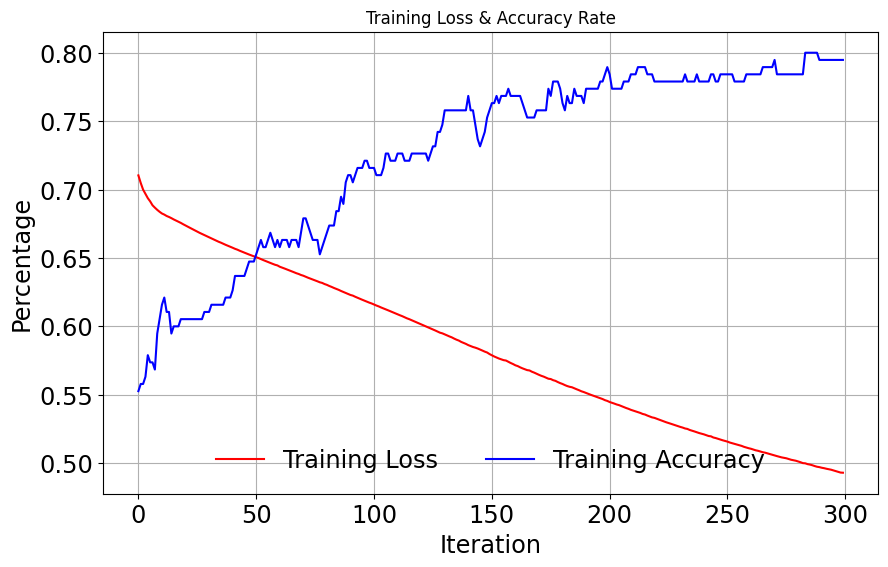 Training Loss & Accuracy Rate
Percentage
0.80
0.75
0.70
0.65
0.60
0.55
0.50
Training Loss Training Accuracy
0 50 100 150 200 250 300
Iteration